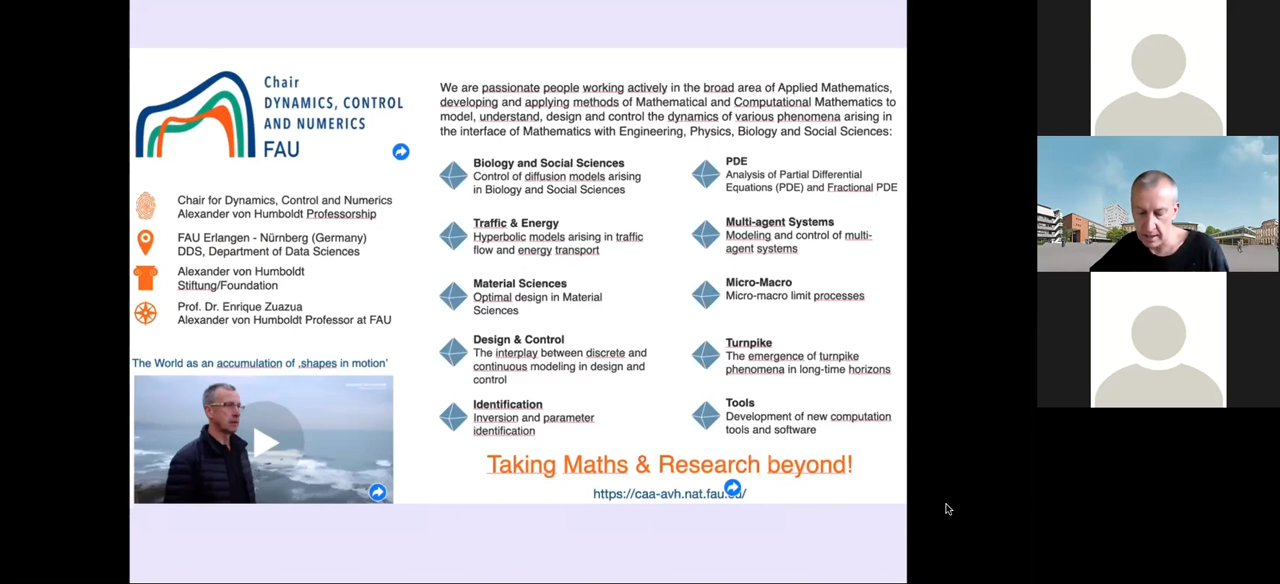 Chair
DYNAMICS, CONTROL
AND NUMERICS
FAU
Chair for Dynamics, Control and Numerics
Alexander von Humboldt Professorship
FAU Erlangen - Nürnberg (Germany)
DDS, Department of Data Sciences
Alexander von Humboldt
Stiftung/Foundation
Prof. Dr. Enrique Zuazua
Alexander von Humboldt Professor at FAU
The World as an accumulation of ‚shapes in motion'
We are passionate people working actively in the broad area of Applied Mathematics,
developing and applying methods of Mathematical and Computational Mathematics to
model, understand, design and control the dynamics of various phenomena arising in
the interface of Mathematics with Engineering, Physics, Biology and Social Sciences:
Biology and Social Sciences
Control of diffusion models arising
in Biology and Social Sciences
Traffic & Energy
Hyperbolic models arising in traffic
flow and energy transport
Material Sciences
Optimal design in Material
Sciences
Design & Control
The interplay between discrete and
continuous modeling in design and
control
Identification
Inversion and parameter
identification
PDE
Analysis of Partial Differential
Equations (PDE) and Fractional PDE
Multi-agent Systems
Modeling and control of multi-
agent systems
Micro-Macro
Micro-macro limit processes
Turnpike
The emergence of turnpike
phenomena in long-time horizons
Tools
Development of new computation
tools and software
Taking Maths & Research beyond!
https://caa-avh.nat.fau.eu/